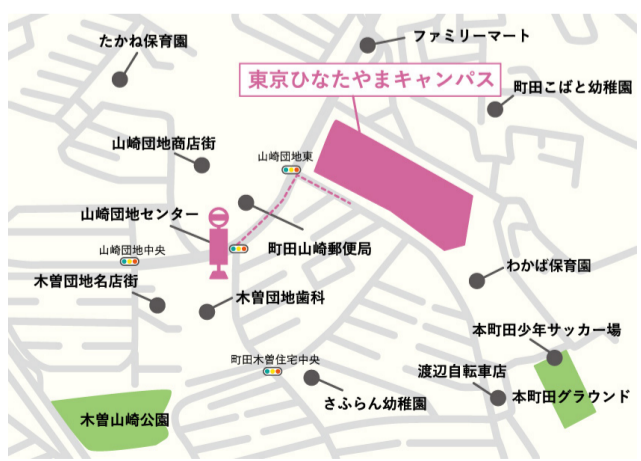 たかね保育園
ファミリーマート
東京ひなたやまキャンパス
町田こばと幼稚園
山崎団地商店街
山崎団地東
山崎団地センター
町田山崎郵便局
山崎団地中央
わかば保育園
木曽団地名店街
木曽団地歯科
本町田少年サッカー場
町田木曽住宅中央
渡辺自転車店
さふらん幼稚園
本町田グラウンド
木曽山崎公園